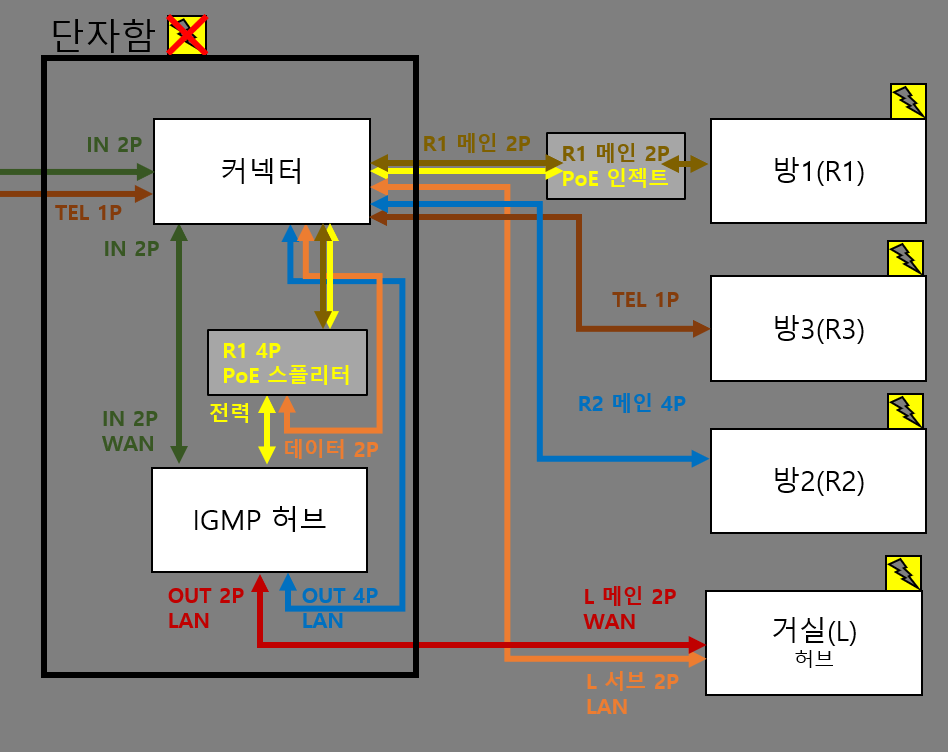 단자함
IN 2P
TEL 1P
커넥터
R1 메인 2P
R1 메인 2P
PoE 인젝트
방1(R1)
IN 2P
TEL 1P
방3(R3)
R1 4P
PoE 스플리터
전력
IN 2P
WAN
데이터 2P
R2 메인 4P
방2(R2)
IGMP 허브
OUT 2P
LAN
OUT 4P
LAN
L 메인 2P
WAN
거실(L)
허브
L 서브 2P
LAN